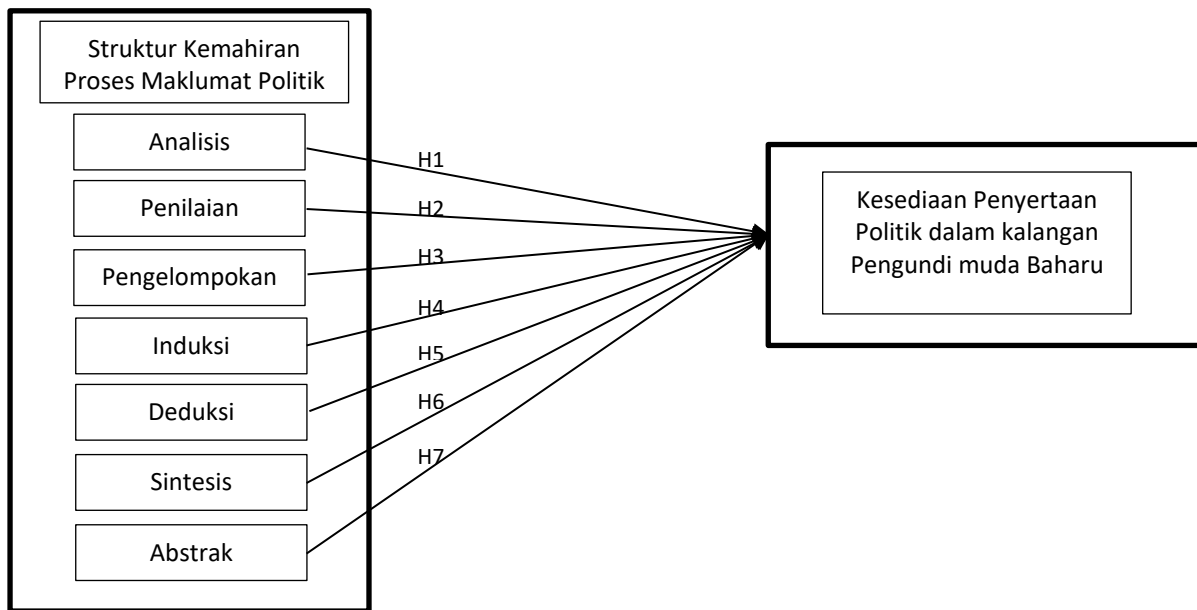 Struktur Kemahiran
Proses Maklumat Politik
Analisis
Penilaian
Pengelompokan
Induksi
Deduksi
Sintesis
Abstrak
H1
H2
H3
H4
H5
H6
H7
Kesediaan Penyertaan
Politik dalam kalangan
Pengundi muda Baharu